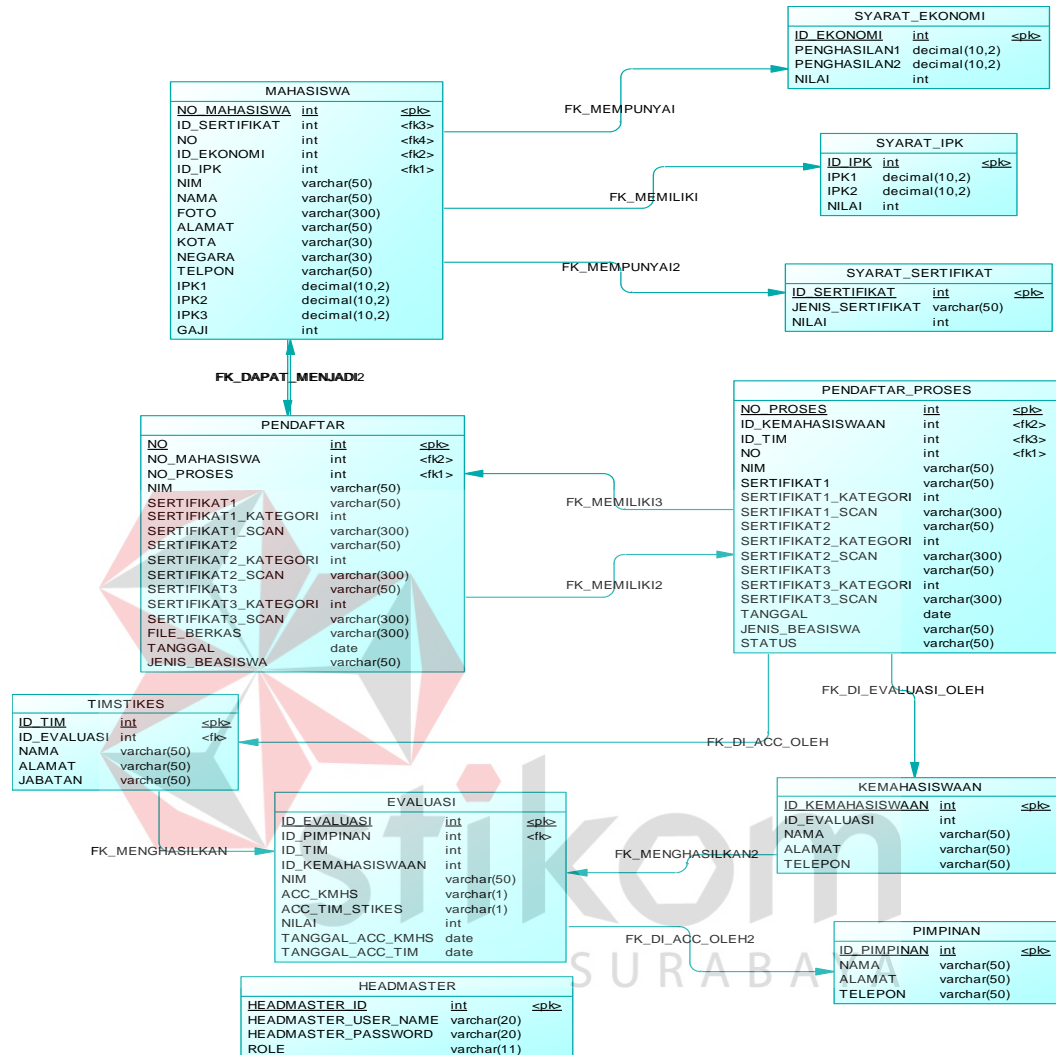 SYARAT_EKONOMI
ID_EKONOMI int <pk>
PENGHASILAN1 decimal(10,2)
PENGHASILAN2 decimal(10,2)
NILAI int
MAHASISWA
NO_MAHASISWA int <pk>
ID_SERTIFIKAT int <fk3>
NO int <fk4>
ID_EKONOMI int <fk2>
ID_IPK int <fk1>
NIM varchar(50)
NAMA varchar(50)
FOTO varchar(300)
ALAMAT varchar(50)
KOTA varchar(30)
NEGARA varchar(30)
TELPON varchar(50)
IPK1 decimal(10,2)
IPK2 decimal(10,2)
IPK3 decimal(10,2)
GAJI int
FK_MEMPUNYAI
SYARAT_IPK
ID_IPK int <pk>
IPK1 decimal(10,2)
IPK2 decimal(10,2)
NILAI int
FK_MEMILIKI
FK_MEMPUNYAI2
SYARAT_SERTIFIKAT
ID_SERTIFIKAT int <pk>
JENIS_SERTIFIKAT varchar(50)
NILAI int
FK_DAPAT_MENJADI2
PENDAFTAR
NO int <pk>
NO_MAHASISWA int <fk2>
NO_PROSES int <fk1>
NIM varchar(50)
SERTIFIKAT1 varchar(50)
SERTIFIKAT1_KATEGORI int
SERTIFIKAT1_SCAN varchar(300)
SERTIFIKAT2 varchar(50)
SERTIFIKAT2_KATEGORI int
SERTIFIKAT2_SCAN varchar(300)
SERTIFIKAT3 varchar(50)
SERTIFIKAT3_KATEGORI int
SERTIFIKAT3_SCAN varchar(300)
FILE_BERKAS varchar(300)
TANGGAL date
JENIS_BEASISWA varchar(50)
PENDAFTAR_PROSES
NO_PROSES int <pk>
ID_KEMAHASISWAAN int <fk2>
ID_TIM int <fk3>
NO int <fk1>
NIM varchar(50)
SERTIFIKAT1 varchar(50)
SERTIFIKAT1_KATEGORI int
SERTIFIKAT1_SCAN varchar(300)
SERTIFIKAT2 varchar(50)
SERTIFIKAT2_KATEGORI int
SERTIFIKAT2_SCAN varchar(300)
SERTIFIKAT3 varchar(50)
SERTIFIKAT3_KATEGORI int
SERTIFIKAT3_SCAN varchar(300)
TANGGAL date
JENIS_BEASISWA varchar(50)
STATUS varchar(50)
FK_MEMILIKI3
FK_MEMILIKI2
FK_DI_EVALUASI_OLEH
FK_DI_ACC_OLEH
TIMSTIKES
ID_TIM int <pk>
ID_EVALUASI int <fk>
NAMA varchar(50)
ALAMAT varchar(50)
JABATAN varchar(50)
FK_MENGHASILKAN
EVALUASI
ID_EVALUASI int <pk>
ID_PIMPINAN int <fk>
ID_TIM int
ID_KEMAHASISWAAN int
NIM varchar(50)
ACC_KMHS varchar(1)
ACC_TIM_STIKES varchar(1)
NILAI int
TANGGAL_ACC_KMHS date
TANGGAL_ACC_TIM date
FK_MENGHASILKAN2
KEMAHASISWAAN
ID_KEMAHASISWAAN int <pk>
ID_EVALUASI int
NAMA varchar(50)
ALAMAT varchar(50)
TELEPON varchar(50)
FK_DI_ACC_OLEH2
PIMPINAN
ID_PIMPINAN int <pk>
NAMA varchar(50)
ALAMAT varchar(50)
TELEPON varchar(50)
HEADMASTER
HEADMASTER_ID int <pk>
HEADMASTER_USER_NAME varchar(20)
HEADMASTER_PASSWORD varchar(20)
ROLE varchar(11)
stikom
SURABAYA